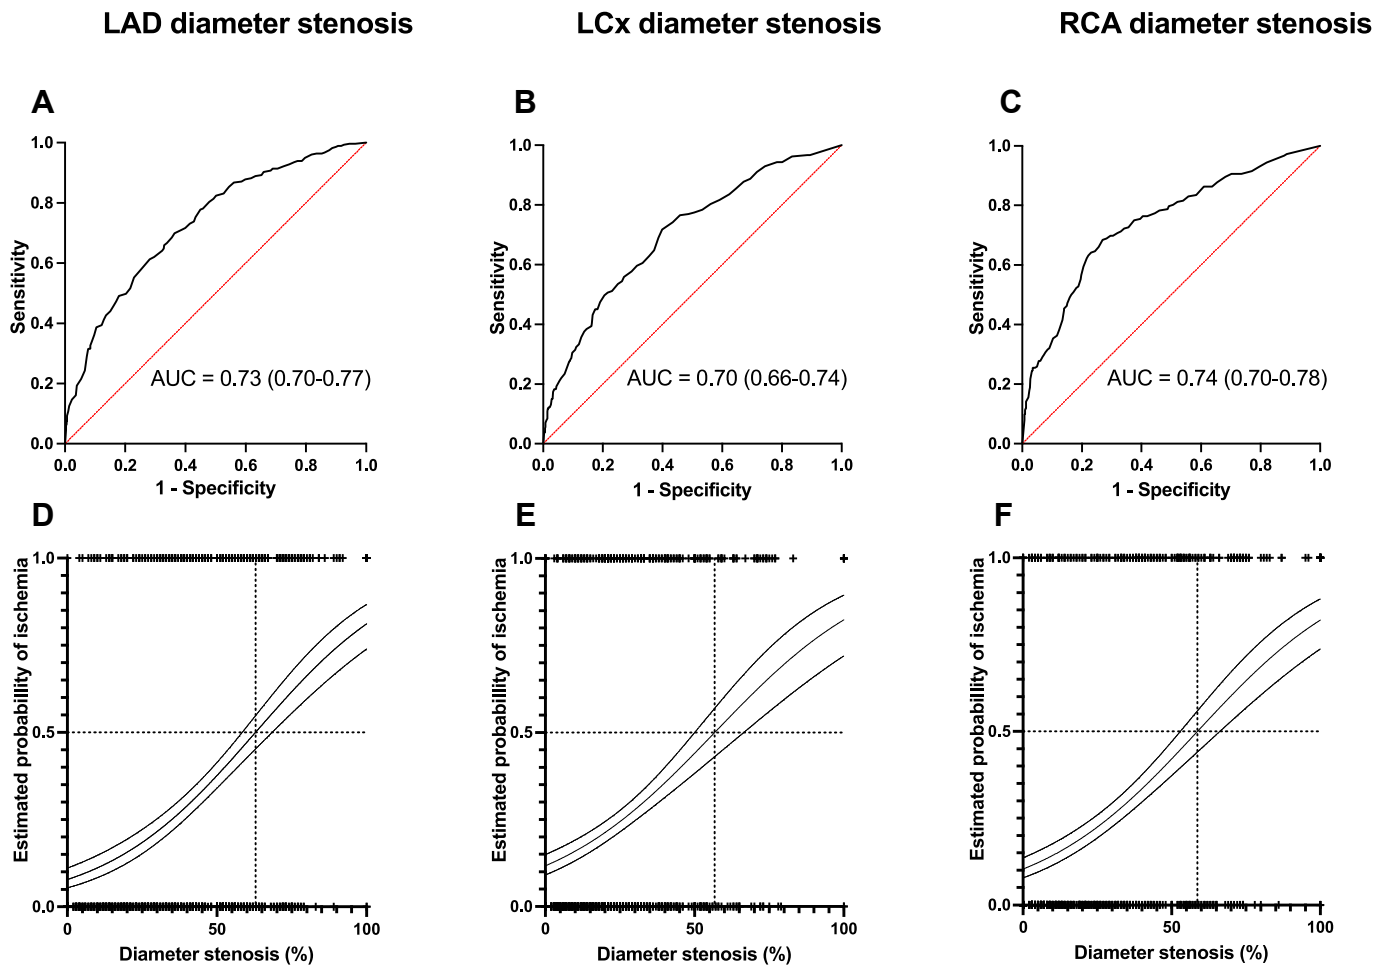 LAD diameter stenosis
LCx diameter stenosis
RCA diameter stenosis
A
Sensitivity
1.0
0.8
0.6
0.4
0.2
0.0
AUC = 0.73 (0.70-0.77)
0.0 0.2 0.4 0.6 0.8 1.0
1 - Specificity
B
Sensitivity
1.0
0.8
0.6
0.4
0.2
0.0
AUC = 0.70 (0.66-0.74)
0.0 0.2 0.4 0.6 0.8 1.0
1 - Specificity
C
Sensitivity
1.0
0.8
0.6
0.4
0.2
0.0
AUC = 0.74 (0.70-0.78)
0.0 0.2 0.4 0.6 0.8 1.0
1 - Specificity
D
Estimated probabillity of ischemia
1.0
0.5
0.0
0 50 100
Diameter stenosis (%)
E
Estimated probabillity of ischemia
1.0
0.5
0.0
0 50 100
Diameter stenosis (%)
F
Estimated probabillity of ischemia
1.0
0.5
0.0
0 50 100
Diameter stenosis (%)